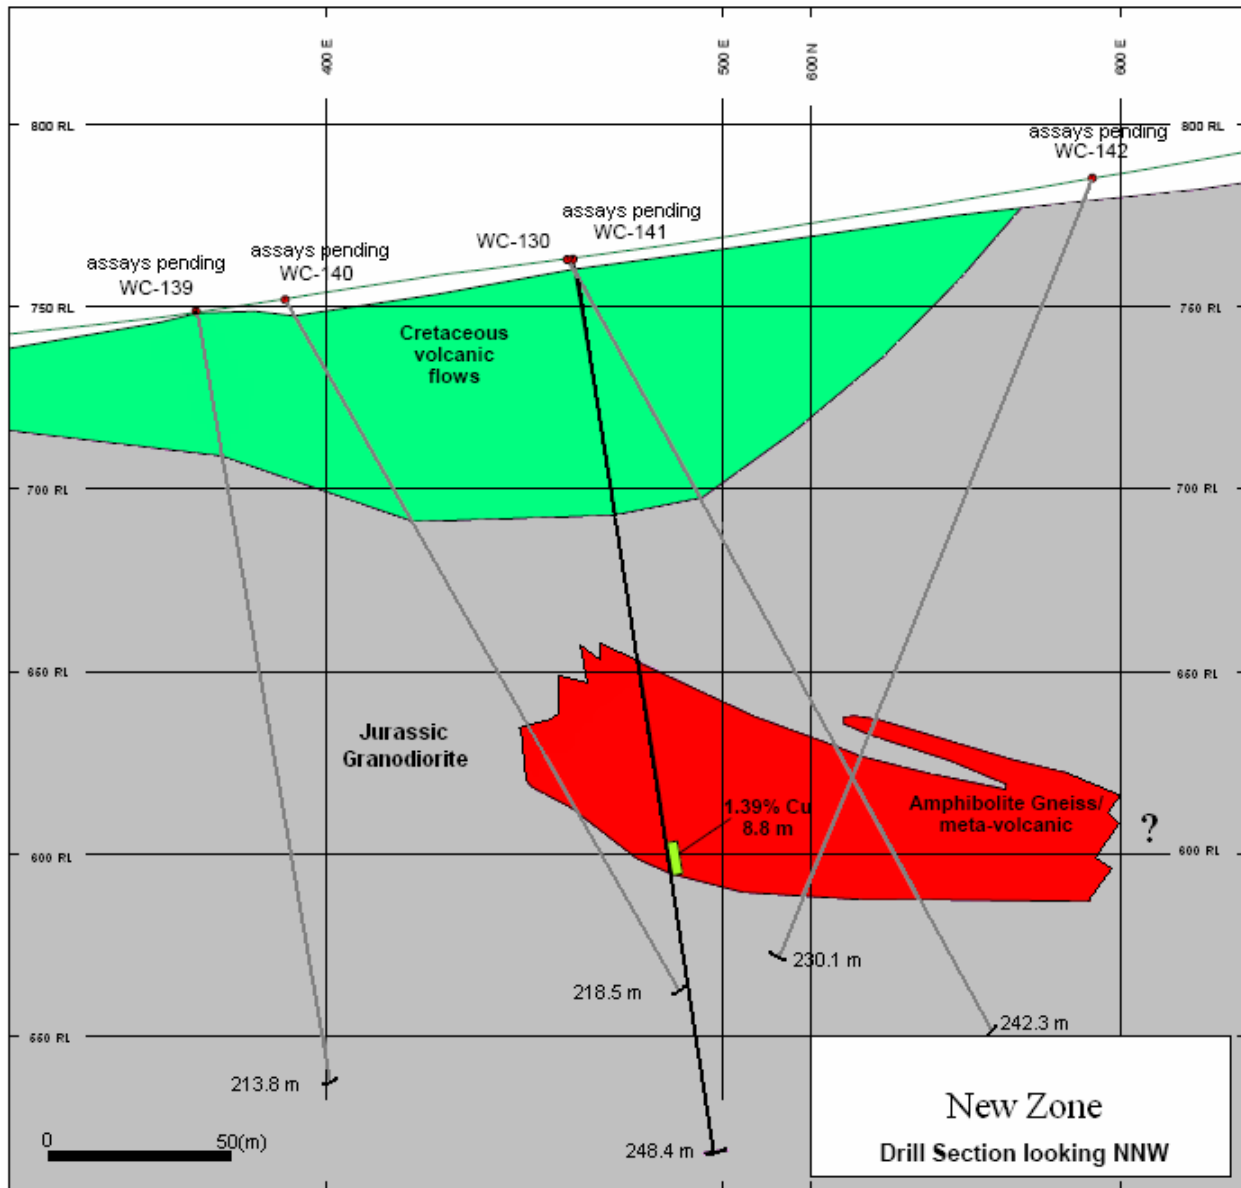 400 E
500 E
600 N
600 E
800 RL
800 RL
assays pending
WC-142
assays pending
WC-141
WC-130
assays pending
WC-140
assays pending
WC-139
750 RL
750 RL
Cretaceous
volcanic
flows
700 RL
700 RL
650 RL
650 RL
Jurassic
Granodiorite
1.39% Cu
8.8 m
Amphibolite Gneiss/
meta-volcanic
?
600 RL
600 RL
230.1 m
218.5 m
242.3 m
550 RL
213.8 m
248.4 m
0
50(m)
New Zone
Drill Section looking NNW